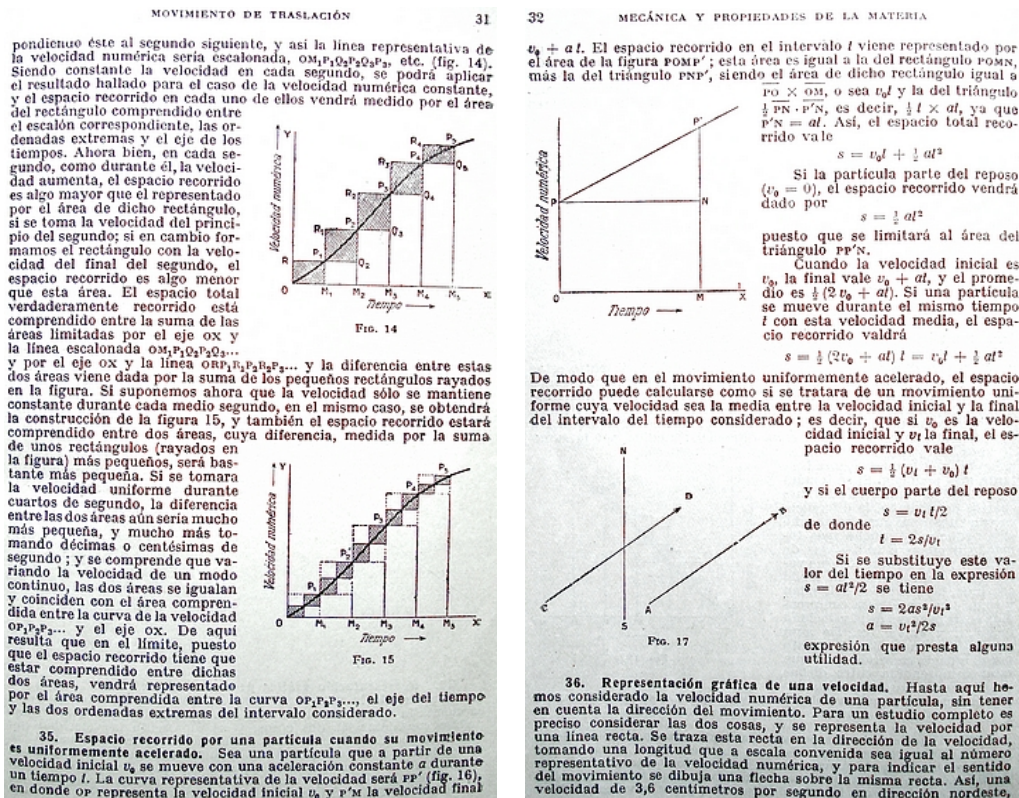 MOVIMIENTO DE TRASLACIÓN 31
pondiendo éste al segundo siguiente, y así la línea representativa de
la velocidad numérica sería escalonada, OM₁P₁Q₂P₂Q₃P₃, etc. (fig. 14).
Siendo constante la velocidad en cada segundo, se podrá aplicar
el resultado hallado para el caso de la velocidad numérica constante,
y el espacio recorrido en cada uno de ellos vendrá medido por el área
del rectángulo comprendido entre
el escalón correspondiente, las or-
denadas extremas y el eje de los
tiempos. Ahora bien, en cada se-
gundo, como durante él, la veloci-
dad aumenta, el espacio recorrido
es algo mayor que el representado
por el área de dicho rectángulo,
si se toma la velocidad del princi-
pio del segundo; si en cambio for-
mamos el rectángulo con la velo-
cidad del final del segundo, el
espacio recorrido es algo menor
que esta área. El espacio total
verdaderamente recorrido está
comprendido entre la suma de las
áreas limitadas por el eje OX y
la línea escalonada OM₁P₁Q₂P₂Q₃...
Y
Velocidad numérica
R
R₁
R₂
R₃
R₄
P₁
P₂
P₃
P₄
P₅
Q₂
Q₃
Q₄
Q₅
O M₁ M₂ M₃ M₄ M₅ X
Tiempo
FIG. 14
y por el eje OX y la línea ORP₁R₁P₂R₂P₃... y la diferencia entre estas
dos áreas viene dada por la suma de los pequeños rectángulos rayados
en la figura. Si suponemos ahora que la velocidad sólo se mantiene
constante durante cada medio segundo, en el mismo caso, se obtendrá
la construcción de la figura 15, y también el espacio recorrido estará
comprendido entre dos áreas, cuya diferencia, medida por la suma
de unos rectángulos (rayados en
la figura) más pequeños, será bas-
tante más pequeña. Si se tomara
la velocidad uniforme durante
cuartos de segundo, la diferencia
entre las dos áreas aún sería mucho
más pequeña, y mucho más to-
mando décimas o centésimas de
segundo; y se comprende que va-
riando la velocidad de un modo
continuo, las dos áreas se igualan
y coinciden con el área compren-
dida entre la curva de la velocidad
OP₁P₂P₃... y el eje OX. De aquí
resulta que en el límite, puesto
que el espacio recorrido tiene que
estar comprendido entre dichas
dos áreas, vendrá representado
Y
Velocidad numérica
P₁
P₂
P₃
P₄
P₅
O M₁ M₂ M₃ M₄ M₅ X
Tiempo
FIG. 15
por el área comprendida entre la curva OP₁P₂P₃..., el eje del tiempo
y las dos ordenadas extremas del intervalo considerado.
35. Espacio recorrido por una partícula cuando su movimiento
es uniformemente acelerado. Sea una partícula que a partir de una
velocidad inicial v₀ se mueve con una aceleración constante a durante
un tiempo t. La curva representativa de la velocidad será PP' (fig. 16),
en donde OP representa la velocidad inicial v₀ y P'M la velocidad final
32 MECÁNICA Y PROPIEDADES DE LA MATERIA
v₀ + at. El espacio recorrido en el intervalo t viene representado por
el área de la figura POMP'; esta área es igual a la del rectángulo POMN,
más la del triángulo PNP', siendo el área de dicho rectángulo igual a
PO × OM, o sea v₀t y la del triángulo
½ PN · P'N, es decir, ½ t × at, ya que
P'N = at. Así, el espacio total reco-
rrido vale
s = v₀t + ½ at²
Si la partícula parte del reposo
(v₀ = 0), el espacio recorrido vendrá
dado por
s = ½ at²
puesto que se limitará al área del
triángulo PP'N.
Cuando la velocidad inicial es
v₀, la final vale v₀ + at, y el prome-
dio es ½ (2 v₀ + at). Si una partícula
se mueve durante el mismo tiempo
t con esta velocidad media, el espa-
cio recorrido valdrá
s = ½ (2v₀ + at) t = v₀t + ½ at²
Y
Velocidad numérica
P
P'
N
O M X
Tiempo
De modo que en el movimiento uniformemente acelerado, el espacio
recorrido puede calcularse como si se tratara de un movimiento uni-
forme cuya velocidad sea la media entre la velocidad inicial y la final
del intervalo del tiempo considerado; es decir, que si v₀ es la velo-
cidad inicial y vₜ la final, el es-
pacio recorrido vale
s = ½ (vₜ + v₀) t
y si el cuerpo parte del reposo
s = vₜ t/2
de donde
t = 2s/vₜ
Si se substituye este va-
lor del tiempo en la expresión
s = at²/2 se tiene
s = 2as²/vₜ²
a = vₜ²/2s
expresión que presta alguna
utilidad.
N
D
B
C
A
S
FIG. 17
36. Representación gráfica de una velocidad. Hasta aquí he-
mos considerado la velocidad numérica de una partícula, sin tener
en cuenta la dirección del movimiento. Para un estudio completo es
preciso considerar las dos cosas, y se representa la velocidad por
una línea recta. Se traza esta recta en la dirección de la velocidad,
tomando una longitud que a escala convenida sea igual al número
representativo de la velocidad numérica, y para indicar el sentido
del movimiento se dibuja una flecha sobre la misma recta. Así, una
velocidad de 3,6 centímetros por segundo en dirección nordeste,